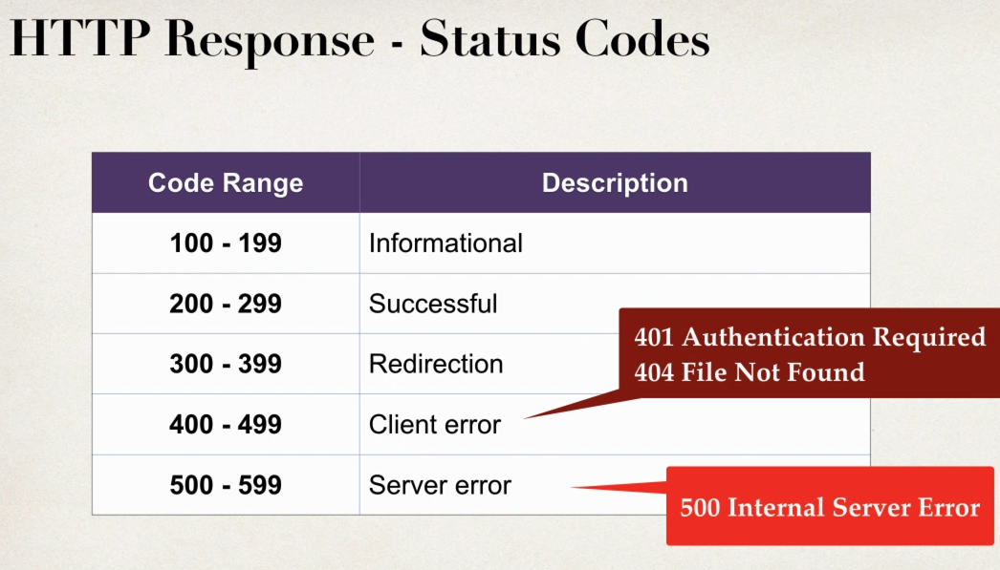 HTTP Response - Status Codes
Code Range Description
100 - 199 Informational
200 - 299 Successful
300 - 399 Redirection
400 - 499 Client error
500 - 599 Server error
401 Authentication Required
404 File Not Found
500 Internal Server Error